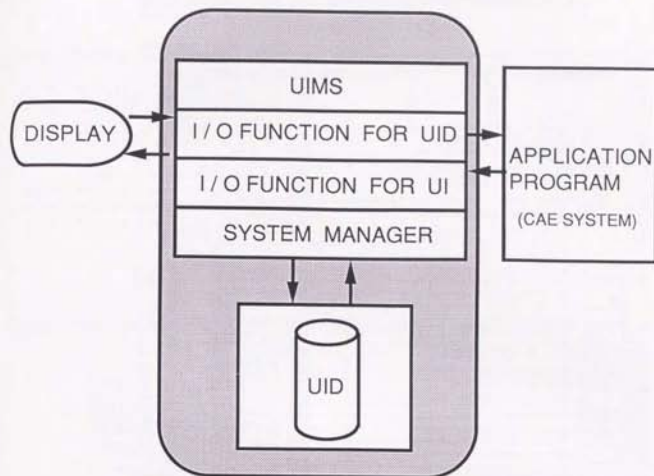 UIMS
I / O FUNCTION FOR UID
I / O FUNCTION FOR UI
SYSTEM MANAGER
DISPLAY
APPLICATION
PROGRAM
(CAE SYSTEM)
UID